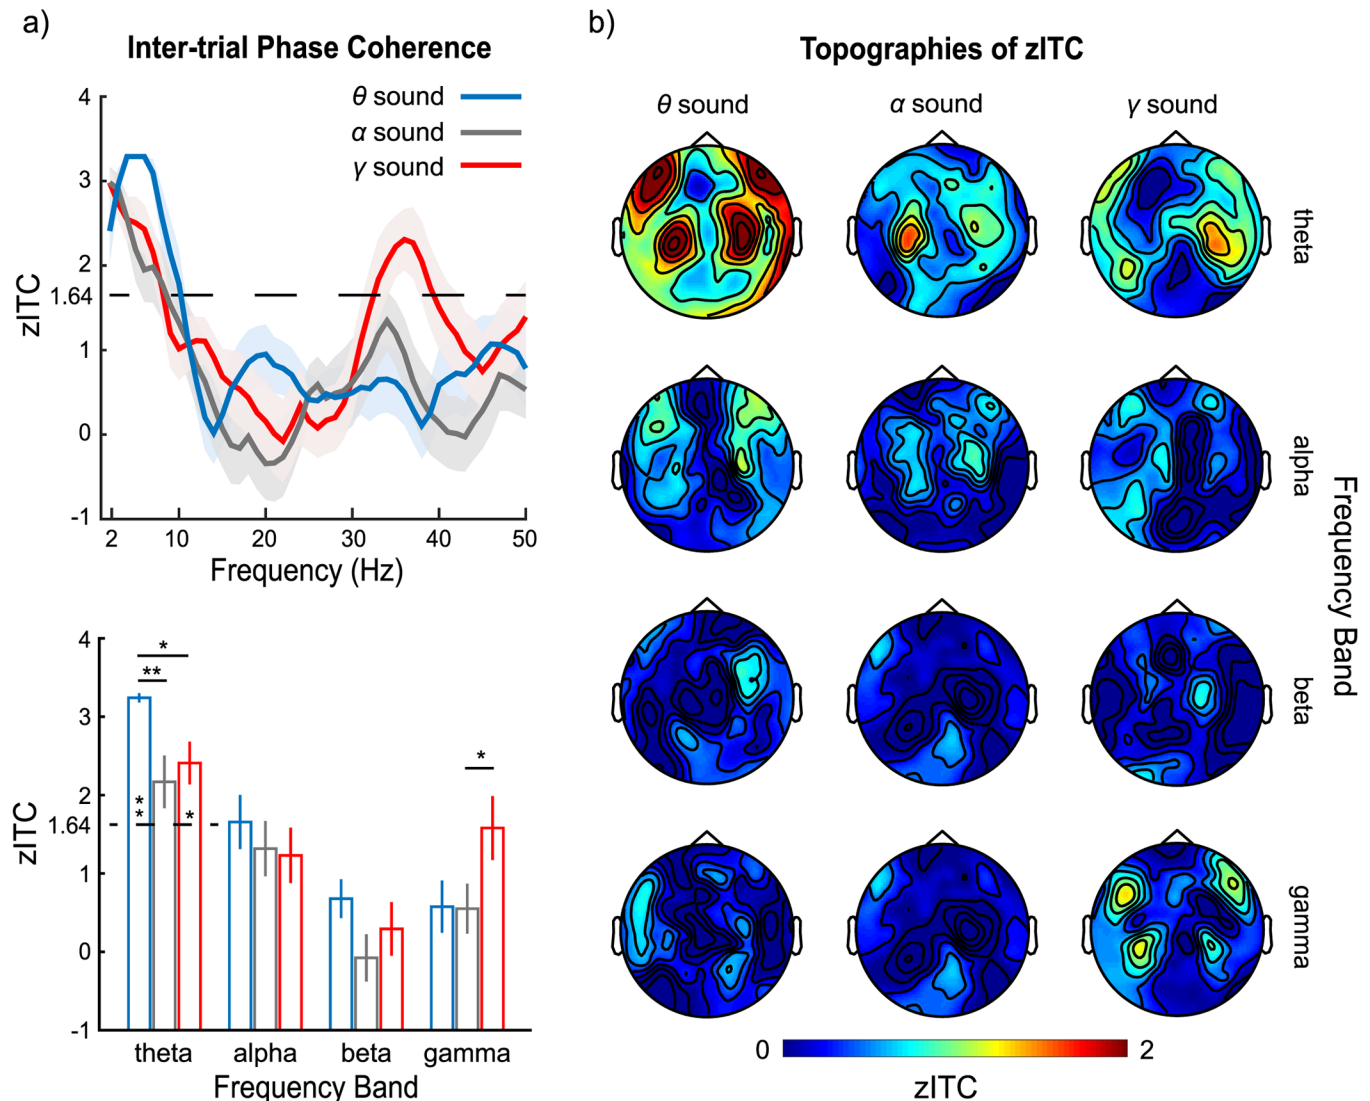 a)
Inter-trial Phase Coherence
θ sound
α sound
γ sound
4
3
2
1.64
1
0
-1
zITC
2 10 20 30 40 50
Frequency (Hz)
4
3
2
1.64
1
0
-1
zITC
*
**
*
*
*
*
theta alpha beta gamma
Frequency Band
b)
Topographies of zITC
θ sound α sound γ sound
theta
alpha
beta
gamma
Frequency Band
0 2
zITC